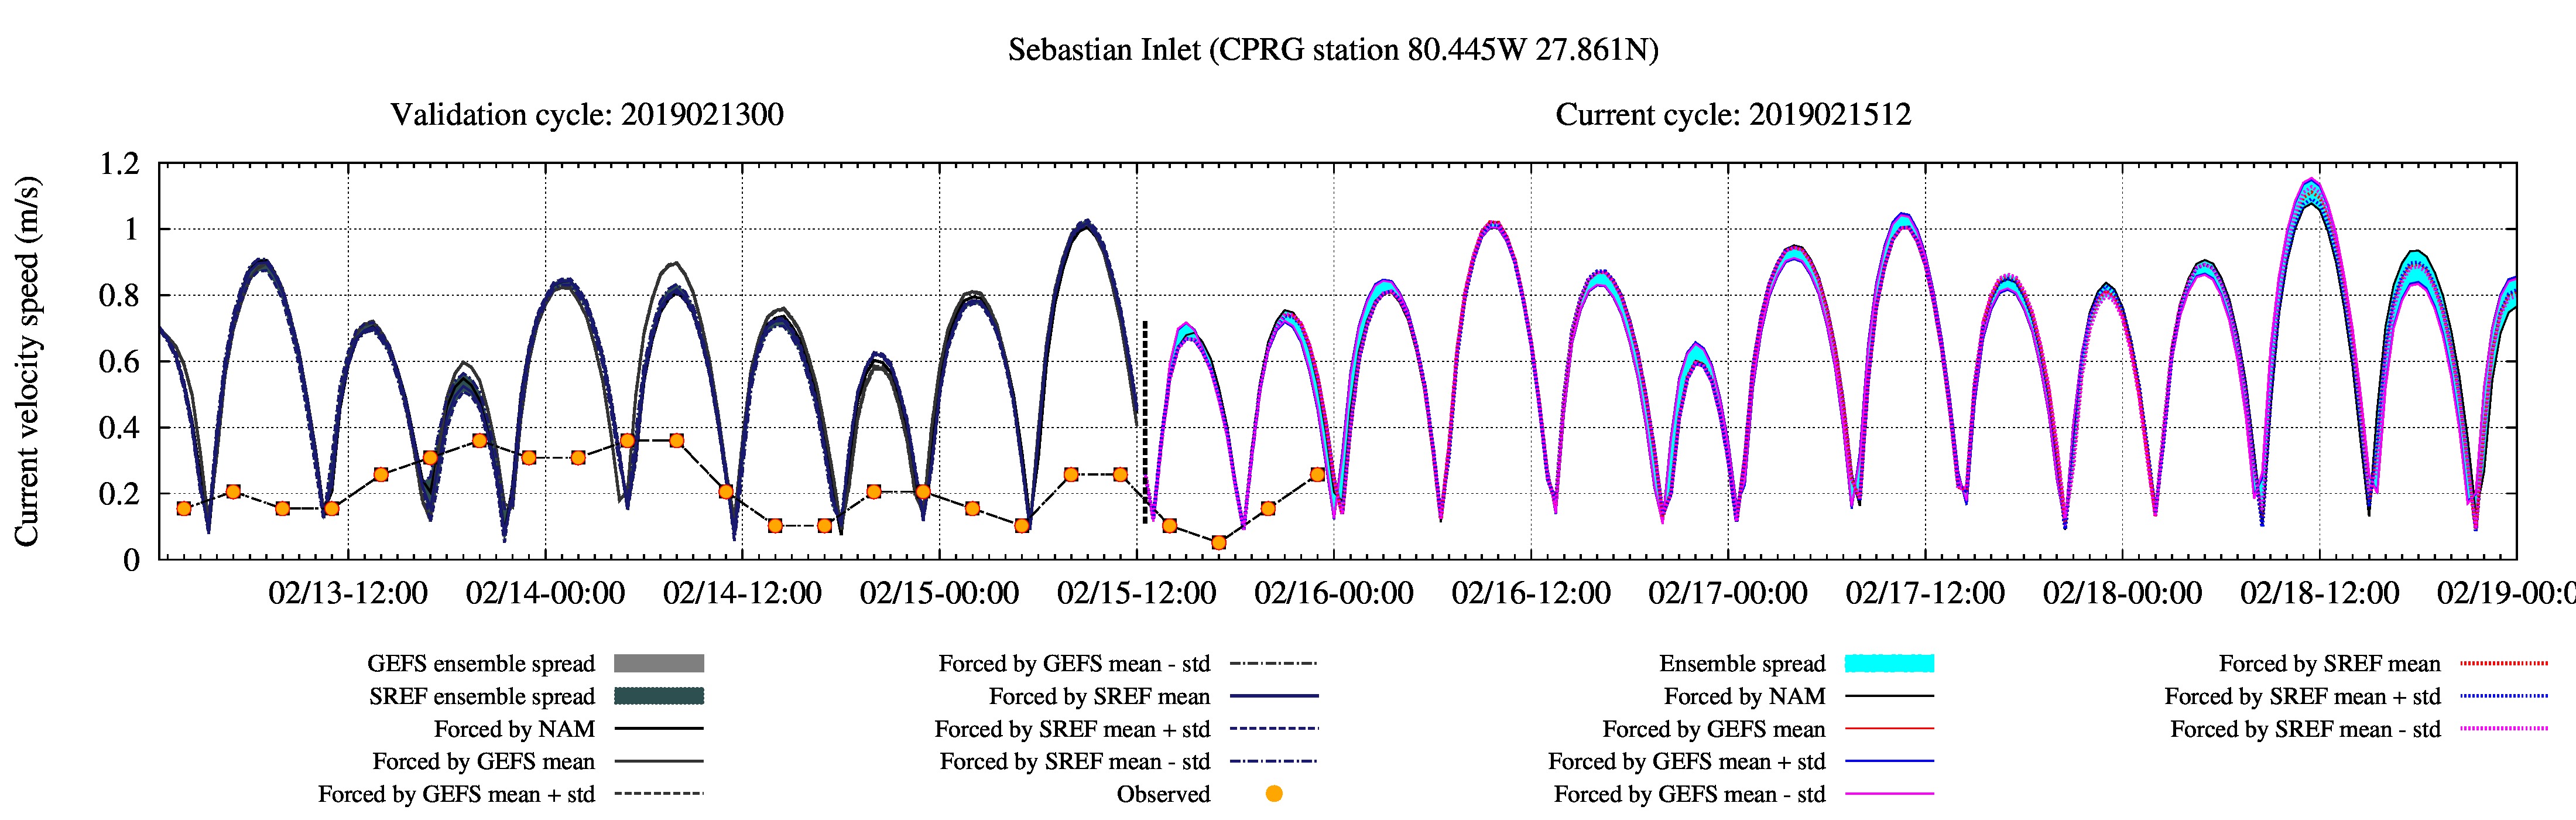 Sebastian Inlet (CPRG station 80.445W 27.861N)
Validation cycle: 2019021300
Current cycle: 2019021512
Current velocity speed (m/s)
1.2
1
0.8
0.6
0.4
0.2
0
02/13-12:00 02/14-00:00 02/14-12:00 02/15-00:00 02/15-12:00 02/16-00:00 02/16-12:00 02/17-00:00 02/17-12:00 02/18-00:00 02/18-12:00 02/19-00:0
GEFS ensemble spread
SREF ensemble spread
Forced by NAM
Forced by GEFS mean
Forced by GEFS mean + std
Forced by GEFS mean - std
Forced by SREF mean
Forced by SREF mean + std
Forced by SREF mean - std
Observed
Ensemble spread
Forced by NAM
Forced by GEFS mean
Forced by GEFS mean + std
Forced by GEFS mean - std
Forced by SREF mean
Forced by SREF mean + std
Forced by SREF mean - std